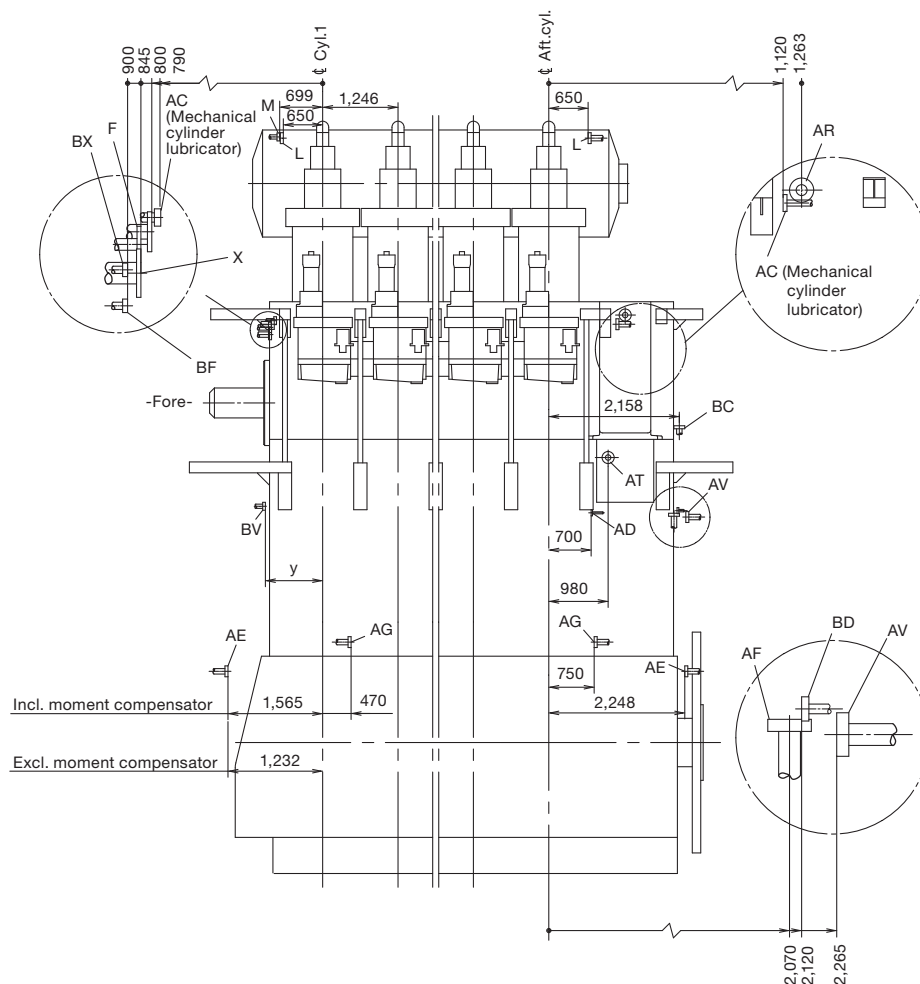 900
845
800
790
₵ Cyl.1
₵ Aft.cyl.
1,120
1,263
699
1,246
650
650
M
L
L
AC
(Mechanical
cylinder
lubricator)
F
BX
X
BF
AR
AC (Mechanical
cylinder
lubricator)
-Fore-
2,158
BC
AT
AV
BV
AD
700
y
980
AE
AG
AG
AE
750
BD
AV
AF
Incl. moment compensator
1,565
470
2,248
Excl. moment compensator
1,232
2,070
2,120
2,265